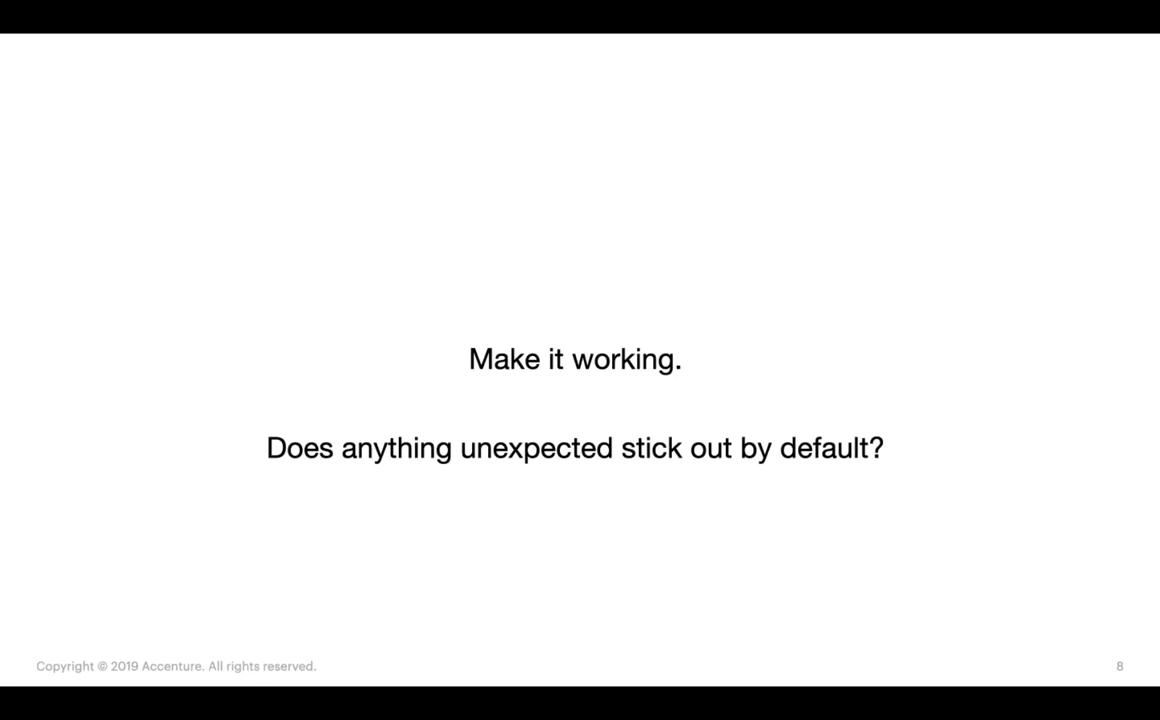 Make it working.
Does anything unexpected stick out by default?
Copyright © 2019 Accenture. All rights reserved.
8